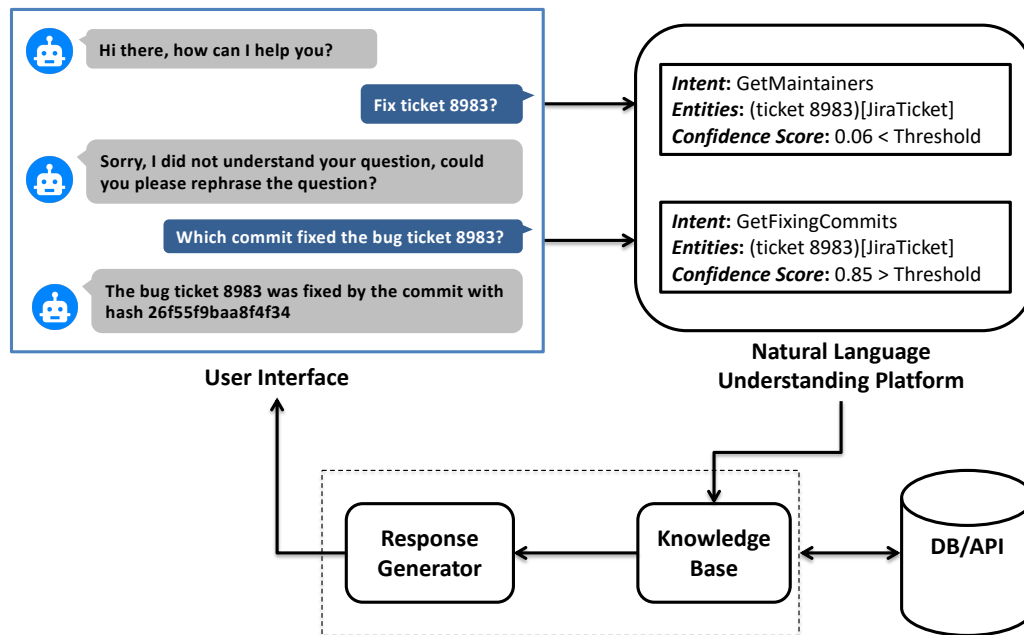 Hi there, how can I help you?
Fix ticket 8983?
Sorry, I did not understand your question, could
you please rephrase the question?
Which commit fixed the bug ticket 8983?
The bug ticket 8983 was fixed by the commit with
hash 26f55f9baa8f4f34
User Interface
Intent: GetMaintainers
Entities: (ticket 8983)[JiraTicket]
Confidence Score: 0.06 < Threshold
Intent: GetFixingCommits
Entities: (ticket 8983)[JiraTicket]
Confidence Score: 0.85 > Threshold
Natural Language
Understanding Platform
Response
Generator
Knowledge
Base
DB/API